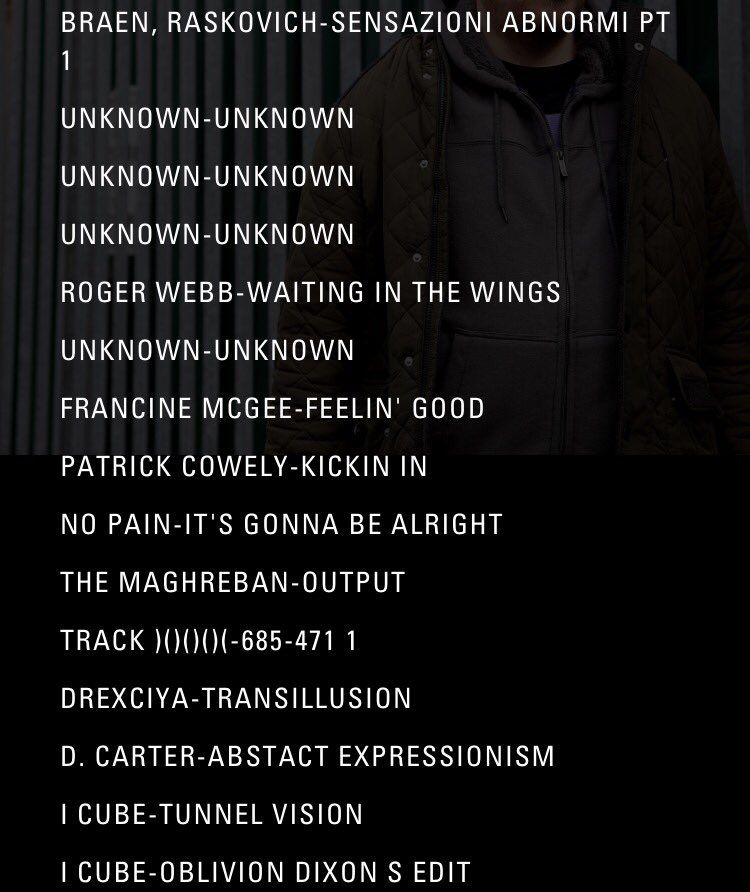 BRAEN, RASKOVICH-SENSAZIONI ABNORMI PT
1
UNKNOWN-UNKNOWN
UNKNOWN-UNKNOWN
UNKNOWN-UNKNOWN
ROGER WEBB-WAITING IN THE WINGS
UNKNOWN-UNKNOWN
FRANCINE MCGEE-FEELIN' GOOD
PATRICK COWELY-KICKIN IN
NO PAIN-IT'S GONNA BE ALRIGHT
THE MAGHREBAN-OUTPUT
TRACK )()()()(-685-471 1
DREXCIYA-TRANSILLUSION
D. CARTER-ABSTACT EXPRESSIONISM
I CUBE-TUNNEL VISION
I CUBE-OBLIVION DIXON S EDIT